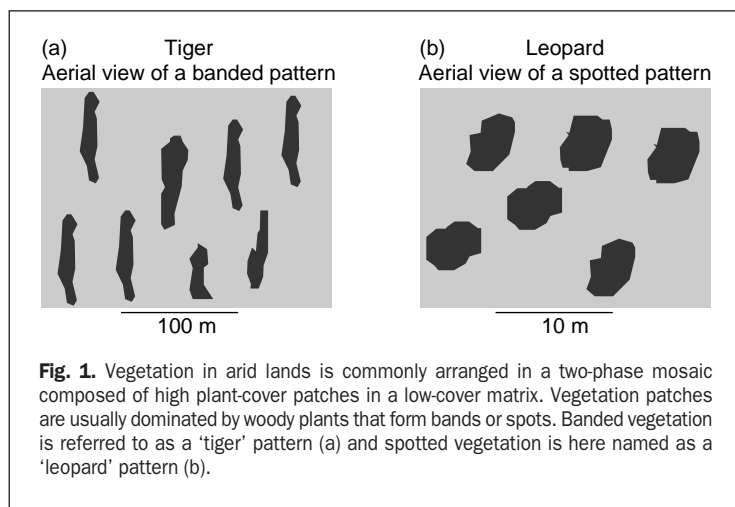 (a) Tiger
Aerial view of a banded pattern
(b) Leopard
Aerial view of a spotted pattern
100 m
10 m
Fig. 1. Vegetation in arid lands is commonly arranged in a two-phase mosaic
composed of high plant-cover patches in a low-cover matrix. Vegetation patches
are usually dominated by woody plants that form bands or spots. Banded vegetation
is referred to as a ‘tiger’ pattern (a) and spotted vegetation is here named as a
‘leopard’ pattern (b).